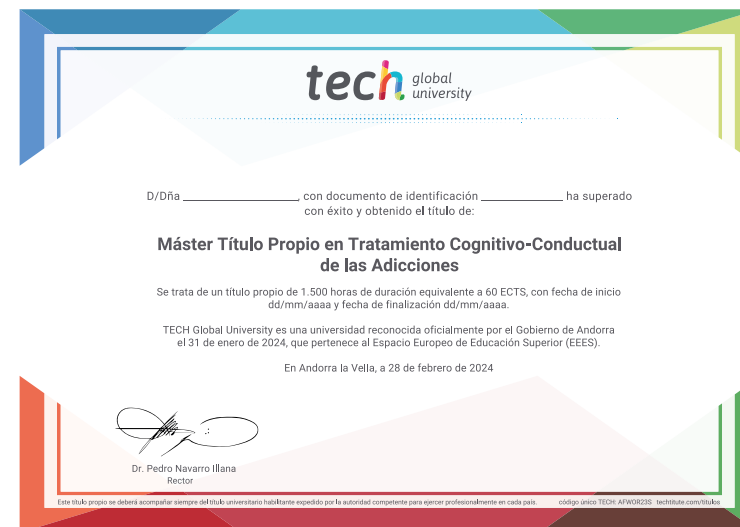 tech global
university
D/Dña ______________, con documento de identificación ______________ ha superado
con éxito y obtenido el título de:
Máster Título Propio en Tratamiento Cognitivo-Conductual
de las Adicciones
Se trata de un título propio de 1.500 horas de duración equivalente a 60 ECTS, con fecha de inicio
dd/mm/aaaa y fecha de finalización dd/mm/aaaa.
TECH Global University es una universidad reconocida oficialmente por el Gobierno de Andorra
el 31 de enero de 2024, que pertenece al Espacio Europeo de Educación Superior (EEES).
En Andorra la Vella, a 28 de febrero de 2024
Dr. Pedro Navarro Illana
Rector
Este título propio se deberá acompañar siempre del título universitario habilitante expedido por la autoridad competente para ejercer profesionalmente en cada país. código único TECH: AFWOR23S techtitute.com/titulos